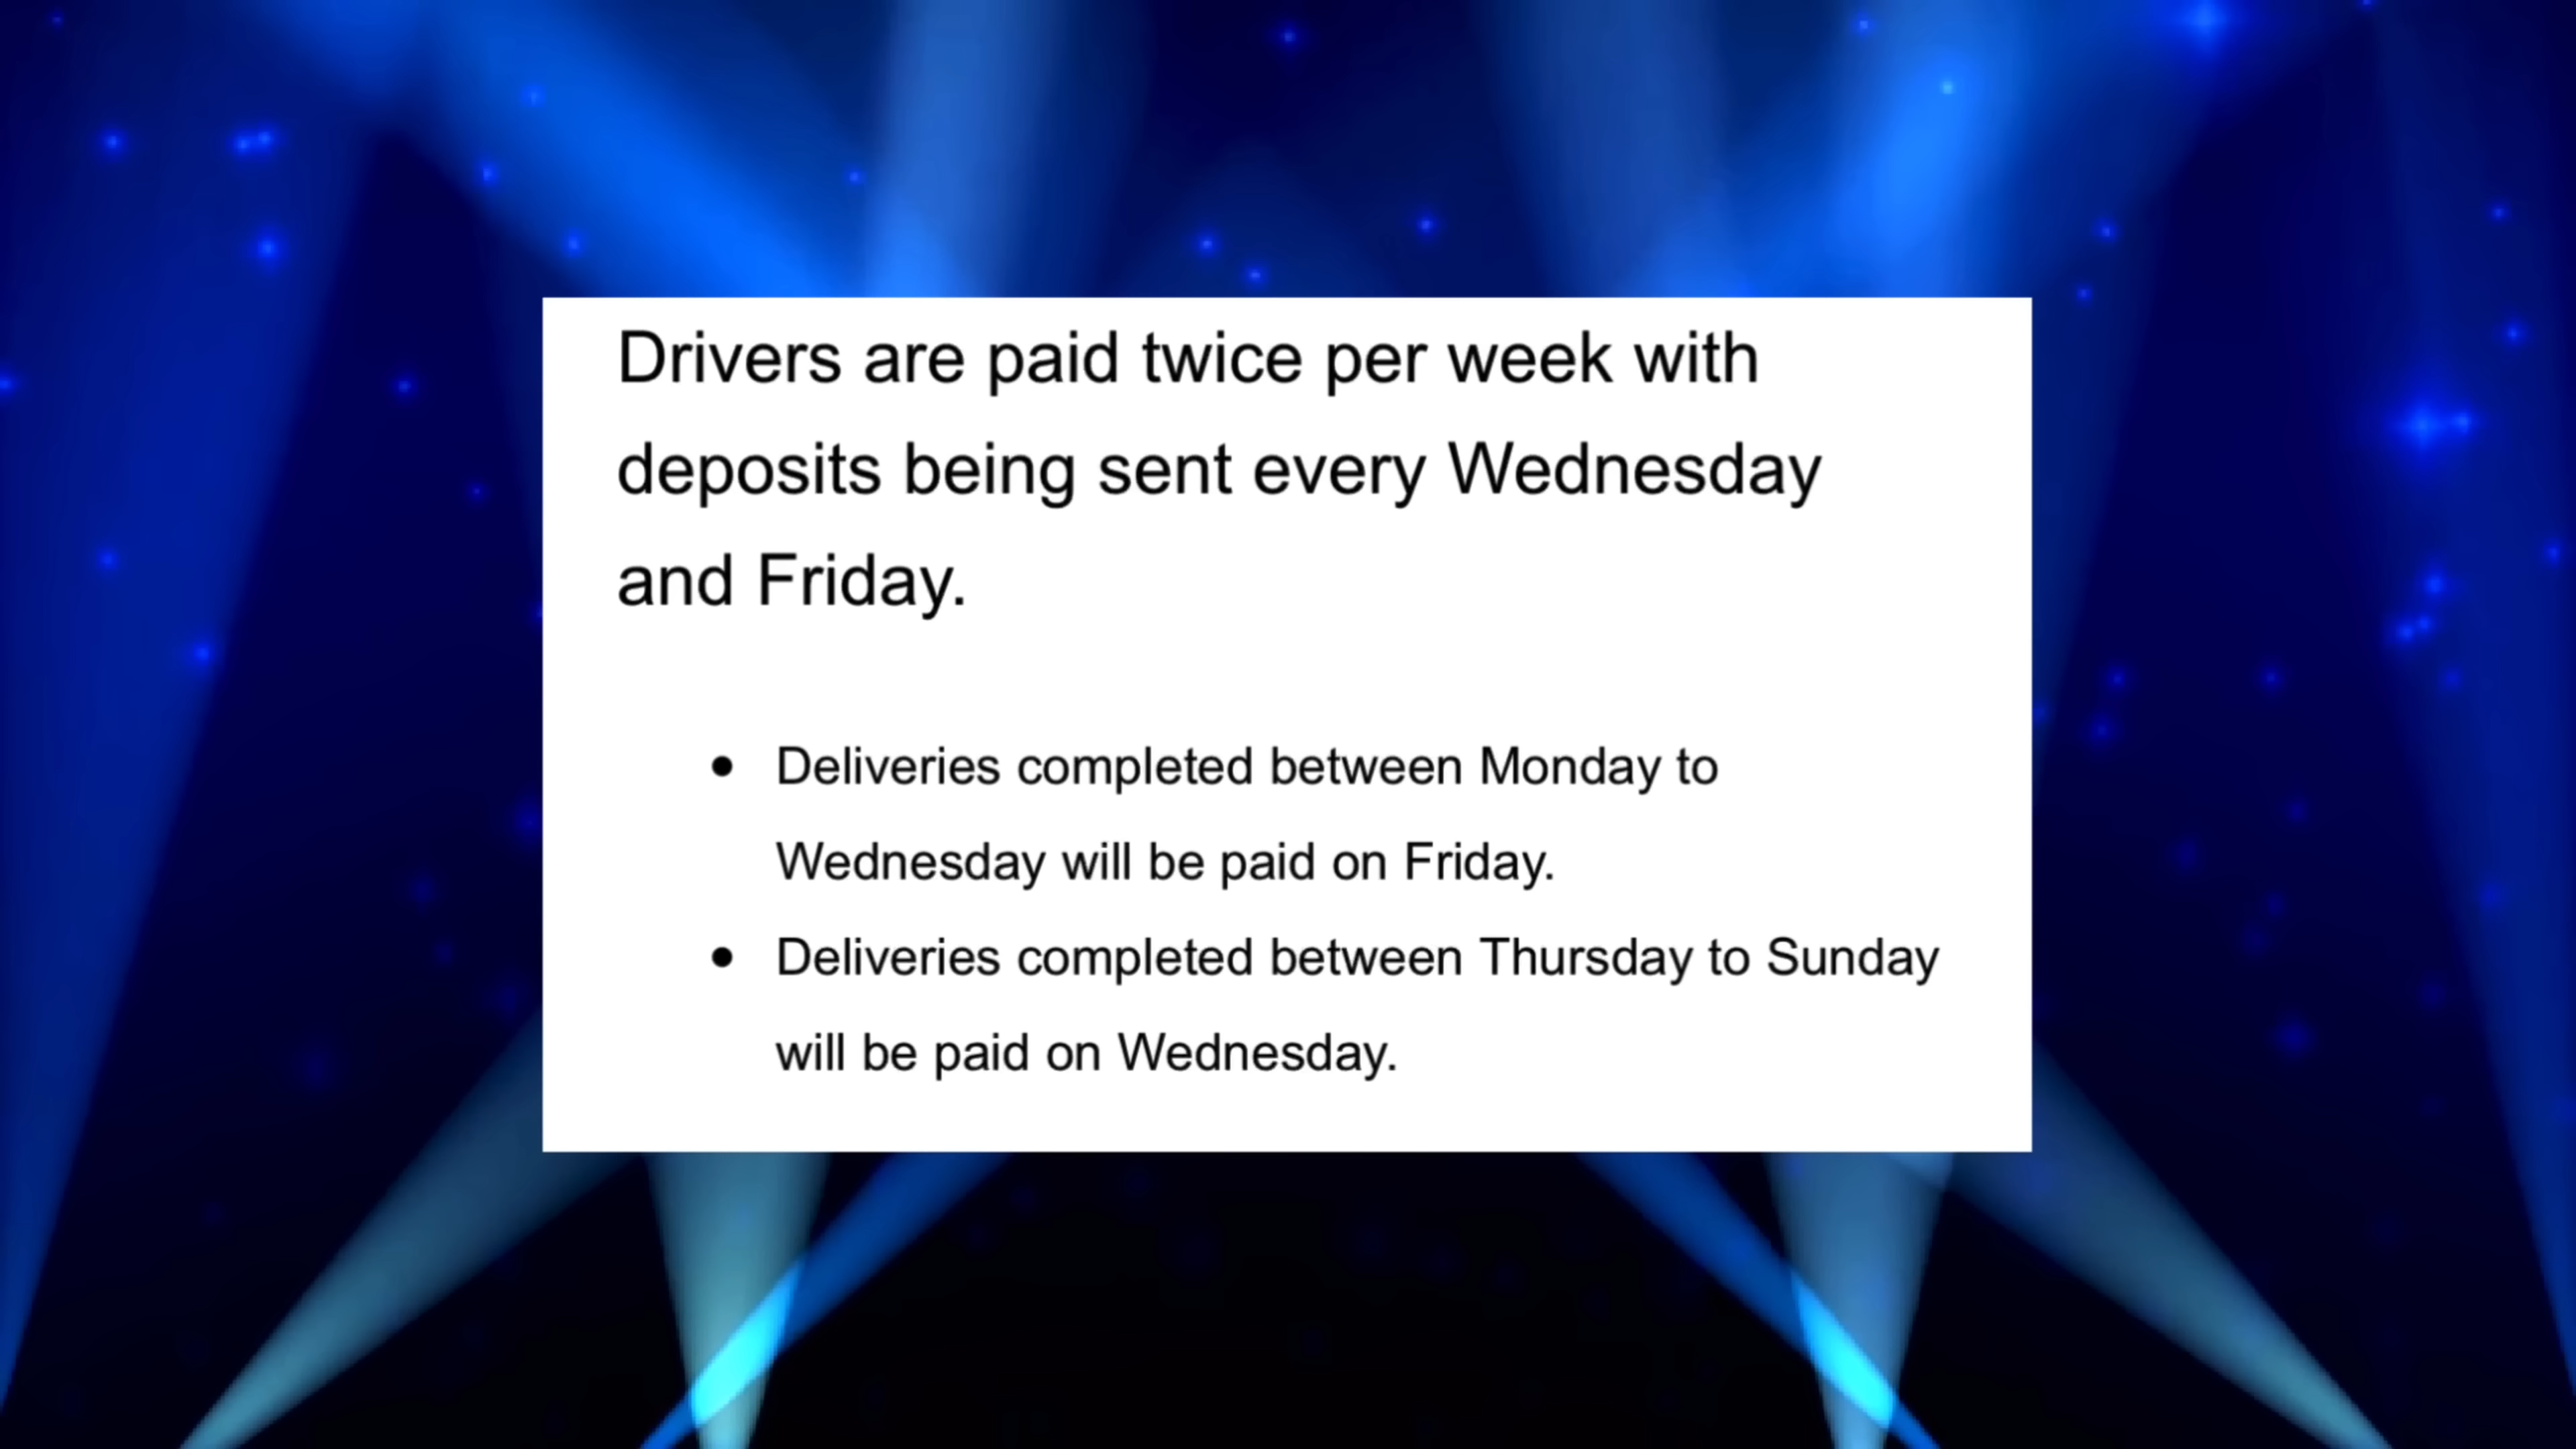 Drivers are paid twice per week with
deposits being sent every Wednesday
and Friday.
• Deliveries completed between Monday to
Wednesday will be paid on Friday.
• Deliveries completed between Thursday to Sunday
will be paid on Wednesday.